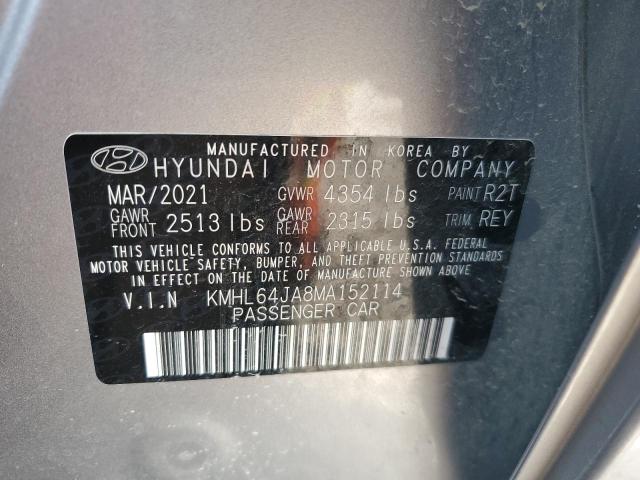 MANUFACTURED IN KOREA BY
HYUNDAI MOTOR COMPANY
MAR/2021 GVWR 4354 lbs PAINT R2T
GAWR FRONT 2513 lbs GAWR REAR 2315 lbs TRIM REY
THIS VEHICLE CONFORMS TO ALL APPLICABLE U.S.A. FEDERAL
MOTOR VEHICLE SAFETY, BUMPER, AND THEFT PREVENTION STANDARDS
IN EFFECT ON THE DATE OF MANUFACTURE SHOWN ABOVE.
V.I.N KMHL64JA8MA152114
PASSENGER CAR